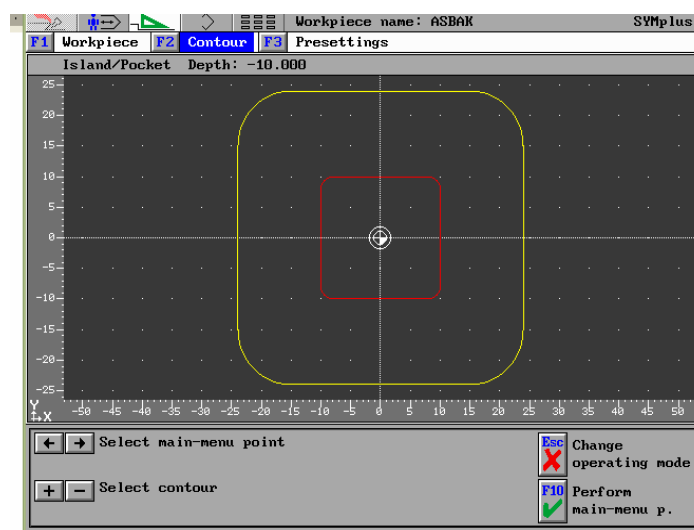 Workpiece name: ASBAK SYMplus
F1 Workpiece F2 Contour F3 Presettings
Island/Pocket Depth: -10.000
25
20
15
10
5
0
-5
-10
-15
-20
-25
Y
X -50 -45 -40 -35 -30 -25 -20 -15 -10 -5 0 5 10 15 20 25 30 35 40 45 50
Select main-menu point
Esc Change
operating mode
+ - Select contour
F10 Perform
main-menu p.